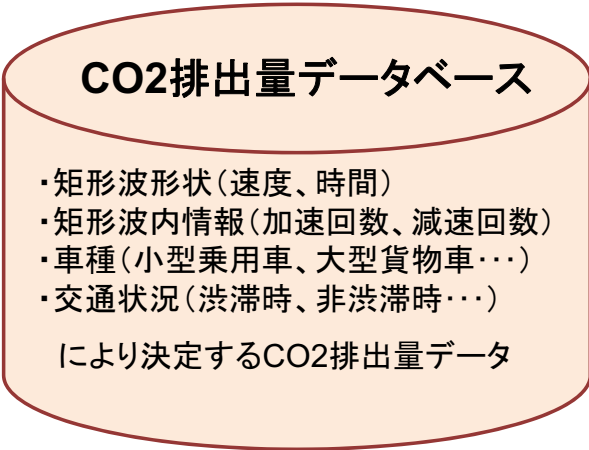 CO2排出量データベース
・矩形波形状(速度、時間)
・矩形波内情報(加速回数、減速回数)
・車種(小型乗用車、大型貨物車・・・)
・交通状況(渋滞時、非渋滞時・・・)
により決定するCO2排出量データ